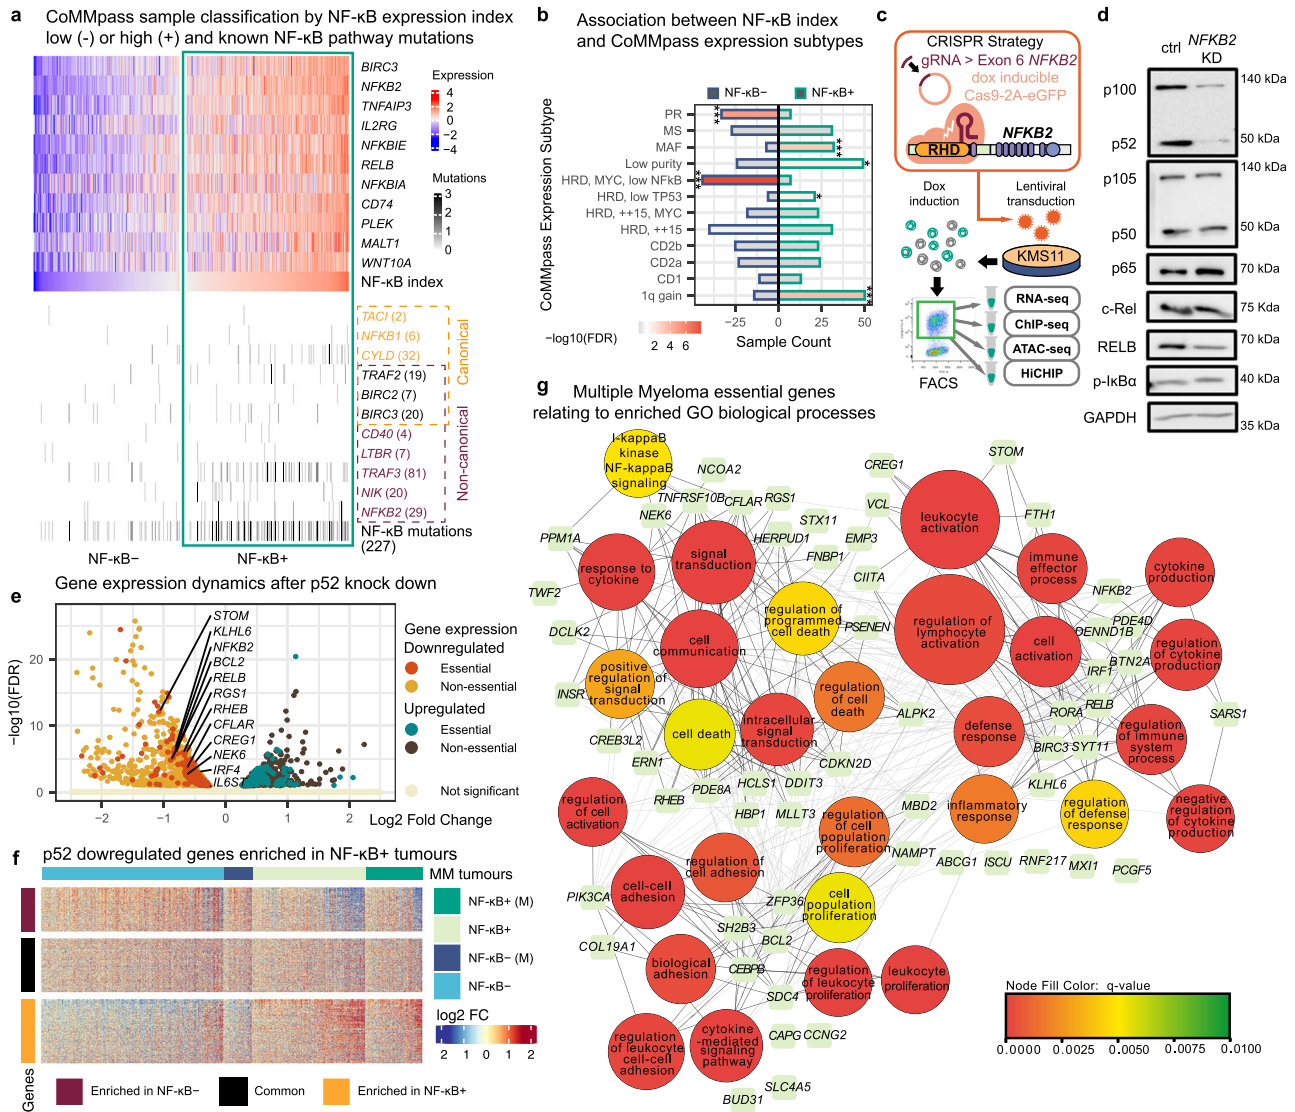 a
CoMMpass sample classification by NF-κB expression index
low (-) or high (+) and known NF-κB pathway mutations
BIRC3
NFKB2
TNFAIP3
IL2RG
NFKBIE
RELB
NFKBIA
CD74
PLEK
MALT1
WNT10A
NF-κB index
Expression
4
2
0
−2
−4
Mutations
3
2
1
0
TACI (2)
NFKB1 (6)
CYLD (32)
TRAF2 (19)
BIRC2 (7)
BIRC3 (20)
CD40 (4)
LTBR (7)
TRAF3 (81)
NIK (20)
NFKB2 (29)
Canonical
Non-canonical
NF-κB mutations
(227)
NF-κB−
NF-κB+
b
Association between NF-κB index
and CoMMpass expression subtypes
NF-κB−
NF-κB+
CoMMpass Expression Subtype
PR
MS
MAF
Low purity
HRD, MYC, low NFkB
HRD, low TP53
HRD, ++15, MYC
HRD, ++15
CD2b
CD2a
CD1
1q gain
***
***
*
***
*
***
−25
0
25
50
Sample Count
−log10(FDR)
2 4 6
c
CRISPR Strategy
gRNA > Exon 6 NFKB2
dox inducible
Cas9-2A-eGFP
RHD
NFKB2
Dox
induction
Lentiviral
transduction
KMS11
RNA-seq
ChIP-seq
ATAC-seq
HiCHIP
FACS
d
ctrl
NFKB2
KD
p100
140 kDa
p52
50 kDa
p105
140 kDa
p50
50 kDa
p65
70 kDa
c-Rel
75 Kda
RELB
70 kDa
p-IκBα
40 kDa
GAPDH
35 kDa
e
Gene expression dynamics after p52 knock down
−log10(FDR)
20
10
0
−2
−1
0
1
2
Log2 Fold Change
STOM
KLHL6
NFKB2
BCL2
RELB
RGS1
RHEB
CFLAR
CREG1
NEK6
IRF4
IL6ST
Gene expression
Downregulated
Essential
Non-essential
Upregulated
Essential
Non-essential
Not significant
f
p52 dowregulated genes enriched in NF-κB+ tumours
MM tumours
NF-κB+ (M)
NF-κB+
NF-κB− (M)
NF-κB−
log2 FC
2 1 0 1 2
Genes
Enriched in NF-κB−
Common
Enriched in NF-κB+
g
Multiple Myeloma essential genes
relating to enriched GO biological processes
I-kappaB
kinase
NF-kappaB
signaling
NCOA2
TNFRSF10B
CFLAR
RGS1
NEK6
STX11
PPM1A
HERPUD1
EMP3
FNBP1
CREG1
STOM
VCL
FTH1
leukocyte
activation
signal
transduction
response to
cytokine
immune
effector
process
cytokine
production
CIITA
TWF2
NFKB2
regulation of
programmed
cell death
PSENEN
DCLK2
cell
communication
regulation of
lymphocyte
activation
cell
activation
PDE4D
DENND1B
BTN2A
IRF1
regulation
of cytokine
production
positive
regulation of
signal
transduction
INSR
regulation
of cell
death
ALPK2
RORA
RELB
SARS1
CREB3L2
cell death
intracellular
signal
transduction
defense
response
BIRC3
SYT11
regulation
of immune
system
process
ERN1
CDKN2D
KLHL6
RHEB
PDE8A
HCLS1
DDIT3
HBP1
MLLT3
MBD2
regulation
of cell
activation
regulation
of cell
population
proliferation
inflammatory
response
regulation
of defense
response
negative
regulation
of cytokine
production
NAMPT
ABCG1
ISCU
RNF217
MXI1
PCGF5
regulation of
cell adhesion
cell-cell
adhesion
PIK3CA
ZFP36
cell
population
proliferation
SH2B3
BCL2
COL19A1
biological
adhesion
CEBPB
regulation
of leukocyte
proliferation
leukocyte
proliferation
SDC4
regulation
of leukocyte
cell-cell
adhesion
cytokine
-mediated
signaling
pathway
CAPG
CCNG2
SLC4A5
BUD31
Node Fill Color: q-value
0.0000
0.0025
0.0050
0.0075
0.0100